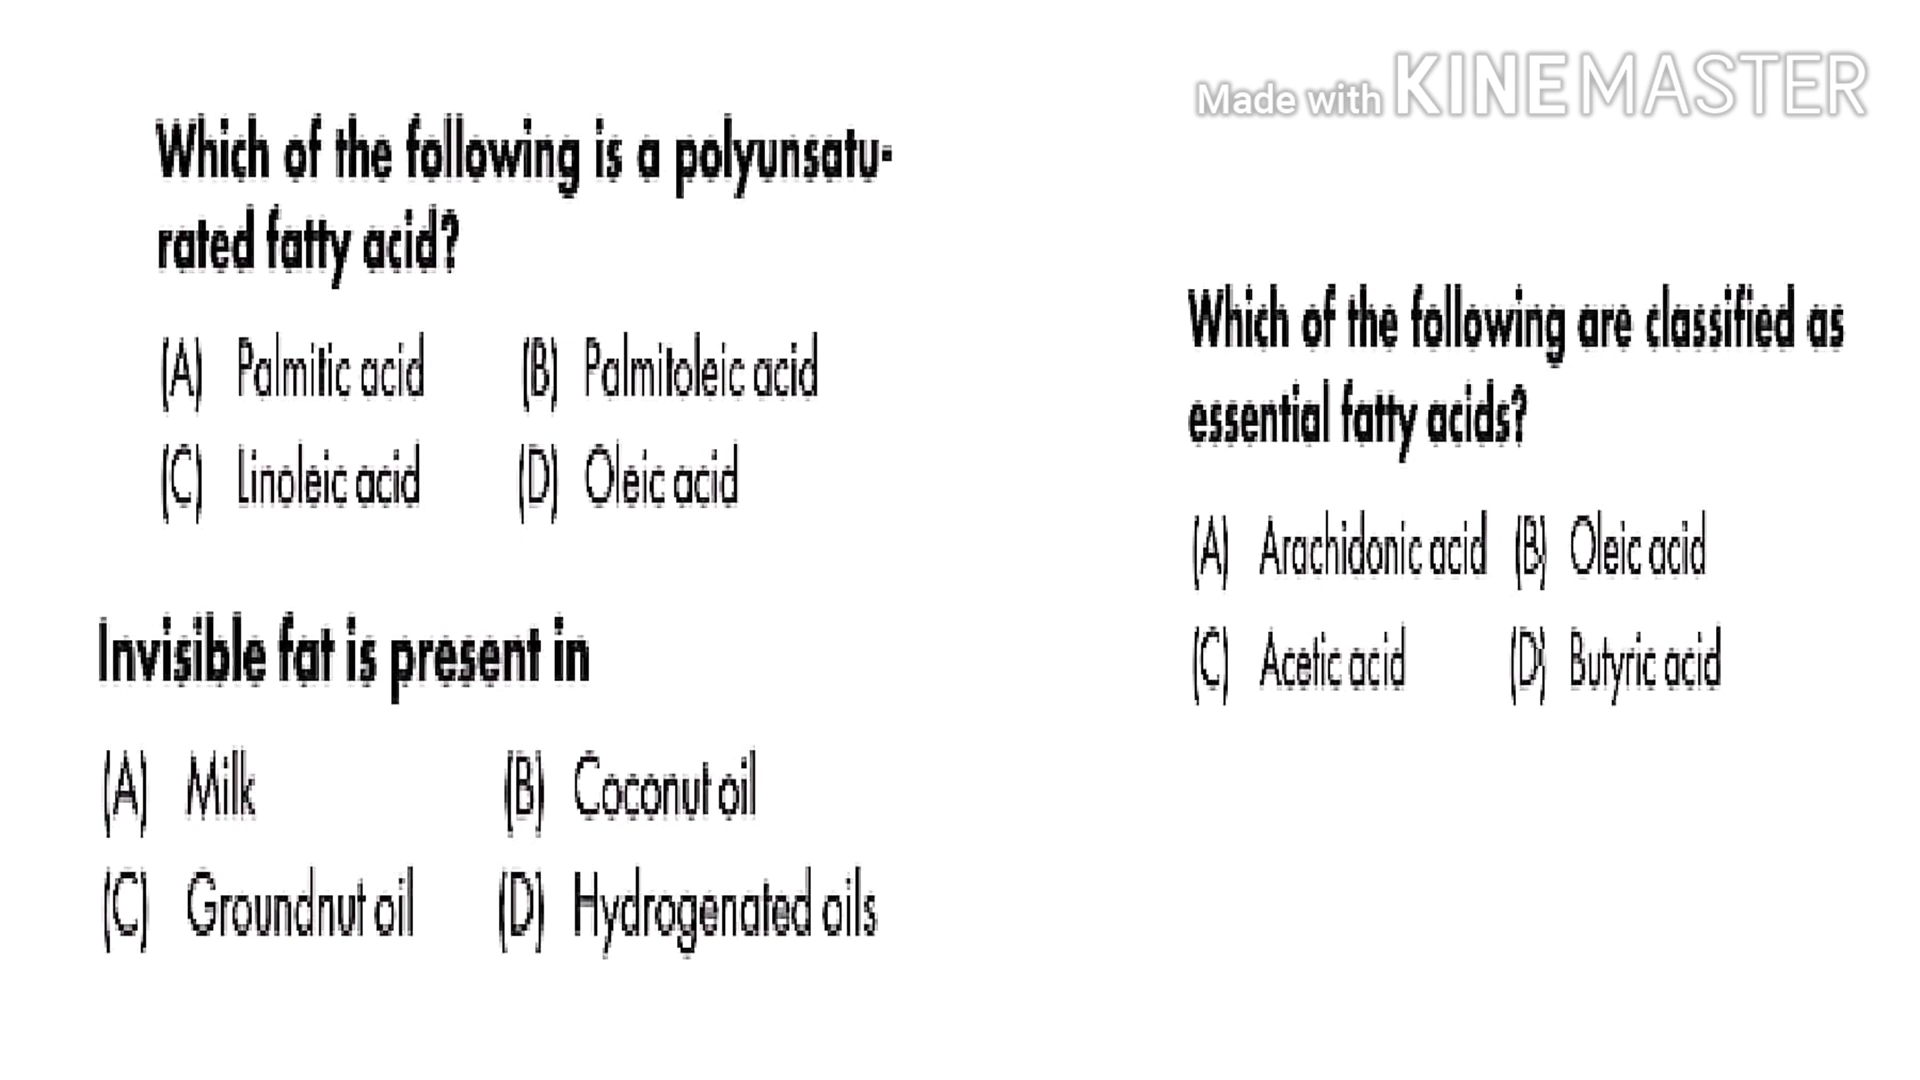 Made with KINEMASTER
Which of the following is a polyunsatu-
rated fatty acid?
(A) Palmitic acid (B) Palmitoleic acid
(C) Linoleic acid (D) Oleic acid
Invisible fat is present in
(A) Milk (B) Coconut oil
(C) Groundnut oil (D) Hydrogenated oils
Which of the following are classified as
essential fatty acids?
(A) Arachidonic acid (B) Oleic acid
(C) Acetic acid (D) Butyric acid